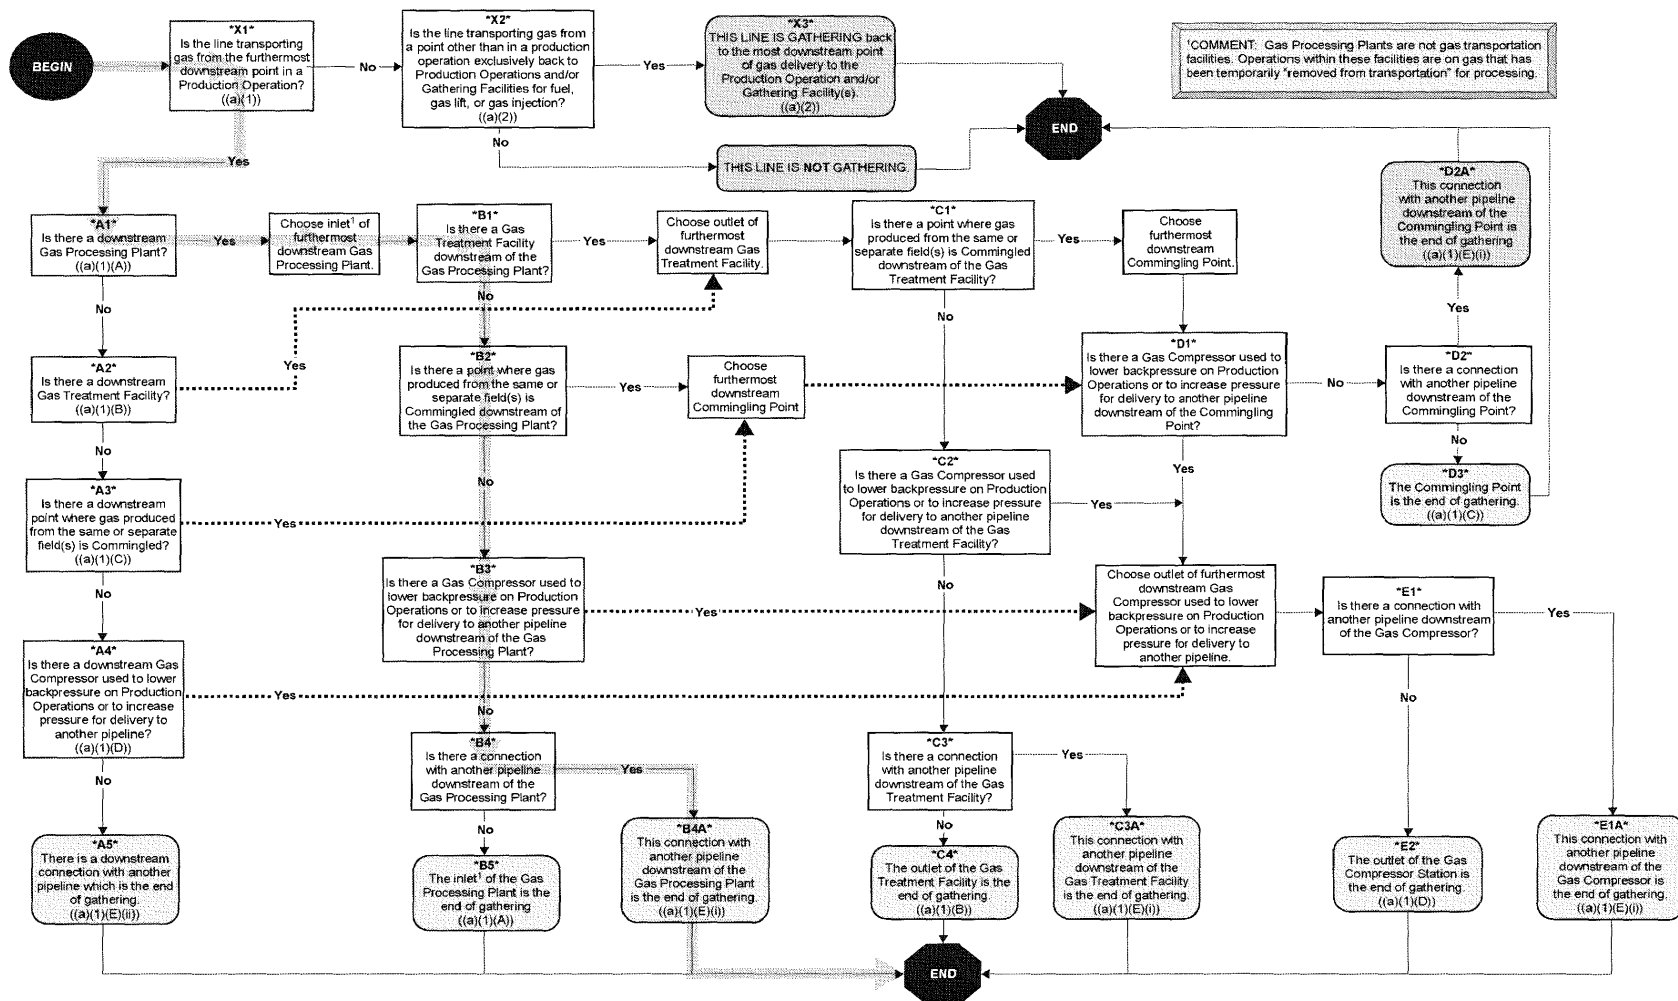 BEGIN
*X1*
Is the line transporting
gas from the furthermost
downstream point in a
Production Operation?
((a)(1))
No
Yes
*X2*
Is the line transporting gas from
a point other than in a production
operation exclusively back to
Production Operations and/or
Gathering Facilities for fuel,
gas lift, or gas injection?
((a)(2))
Yes
No
*X3*
THIS LINE IS GATHERING back
to the most downstream point
of gas delivery to the
Production Operation and/or
Gathering Facility(s).
((a)(2))
THIS LINE IS NOT GATHERING.
END
¹COMMENT: Gas Processing Plants are not gas transportation
facilities. Operations within these facilities are on gas that has
been temporarily "removed from transportation" for processing.
*A1*
Is there a downstream
Gas Processing Plant?
((a)(1)(A))
Yes
No
Choose inlet¹ of
furthermost
downstream Gas
Processing Plant.
*B1*
Is there a Gas
Treatment Facility
downstream of the
Gas Processing Plant?
Yes
No
Choose outlet of
furthermost
downstream Gas
Treatment Facility.
*C1*
Is there a point where gas
produced from the same or
separate field(s) is Commingled
downstream of the Gas
Treatment Facility?
Yes
No
Choose
furthermost
downstream
Commingling Point.
*D2A*
This connection
with another pipeline
downstream of the
Commingling Point is
the end of gathering
((a)(1)(E)(i))
Yes
*A2*
Is there a downstream
Gas Treatment Facility?
((a)(1)(B))
Yes
No
*B2*
Is there a point where gas
produced from the same or
separate field(s) is
Commingled downstream of
the Gas Processing Plant?
Yes
No
Choose
furthermost
downstream
Commingling Point
*D1*
Is there a Gas Compressor used to
lower backpressure on Production
Operations or to increase pressure
for delivery to another pipeline
downstream of the Commingling
Point?
No
Yes
*D2*
Is there a connection
with another pipeline
downstream of the
Commingling Point?
No
*D3*
The Commingling Point
is the end of gathering.
((a)(1)(C))
*A3*
Is there a downstream
point where gas produced
from the same or separate
field(s) is Commingled?
((a)(1)(C))
Yes
No
*C2*
Is there a Gas Compressor used
to lower backpressure on Production
Operations or to increase pressure
for delivery to another pipeline
downstream of the Gas
Treatment Facility?
Yes
No
*B3*
Is there a Gas Compressor used to
lower backpressure on Production
Operations or to increase pressure
for delivery to another pipeline
downstream of the Gas
Processing Plant?
Yes
No
Choose outlet of furthermost
downstream Gas
Compressor used to lower
backpressure on Production
Operations or to increase
pressure for delivery to
another pipeline.
*E1*
Is there a connection with
another pipeline downstream
of the Gas Compressor?
Yes
No
*A4*
Is there a downstream Gas
Compressor used to lower
backpressure on Production
Operations or to increase
pressure for delivery to
another pipeline?
((a)(1)(D))
Yes
No
*B4*
Is there a connection
with another pipeline
downstream of the
Gas Processing Plant?
Yes
No
*C3*
Is there a connection
with another pipeline
downstream of the Gas
Treatment Facility?
Yes
No
*A5*
There is a downstream
connection with another
pipeline which is the end
of gathering.
((a)(1)(E)(ii))
*B5*
The inlet¹ of the Gas
Processing Plant is the
end of gathering
((a)(1)(A))
*B4A*
This connection with
another pipeline
downstream of the
Gas Processing Plant
is the end of gathering.
((a)(1)(E)(i))
*C4*
The outlet of the Gas
Treatment Facility is the
end of gathering.
((a)(1)(B))
*C3A*
This connection with
another pipeline
downstream of the
Gas Treatment Facility
is the end of gathering.
((a)(1)(E)(i))
*E2*
The outlet of the Gas
Compressor Station is
the end of gathering.
((a)(1)(D))
*E1A*
This connection with
another pipeline
downstream of the
Gas Compressor is
the end of gathering.
((a)(1)(E)(i))
END